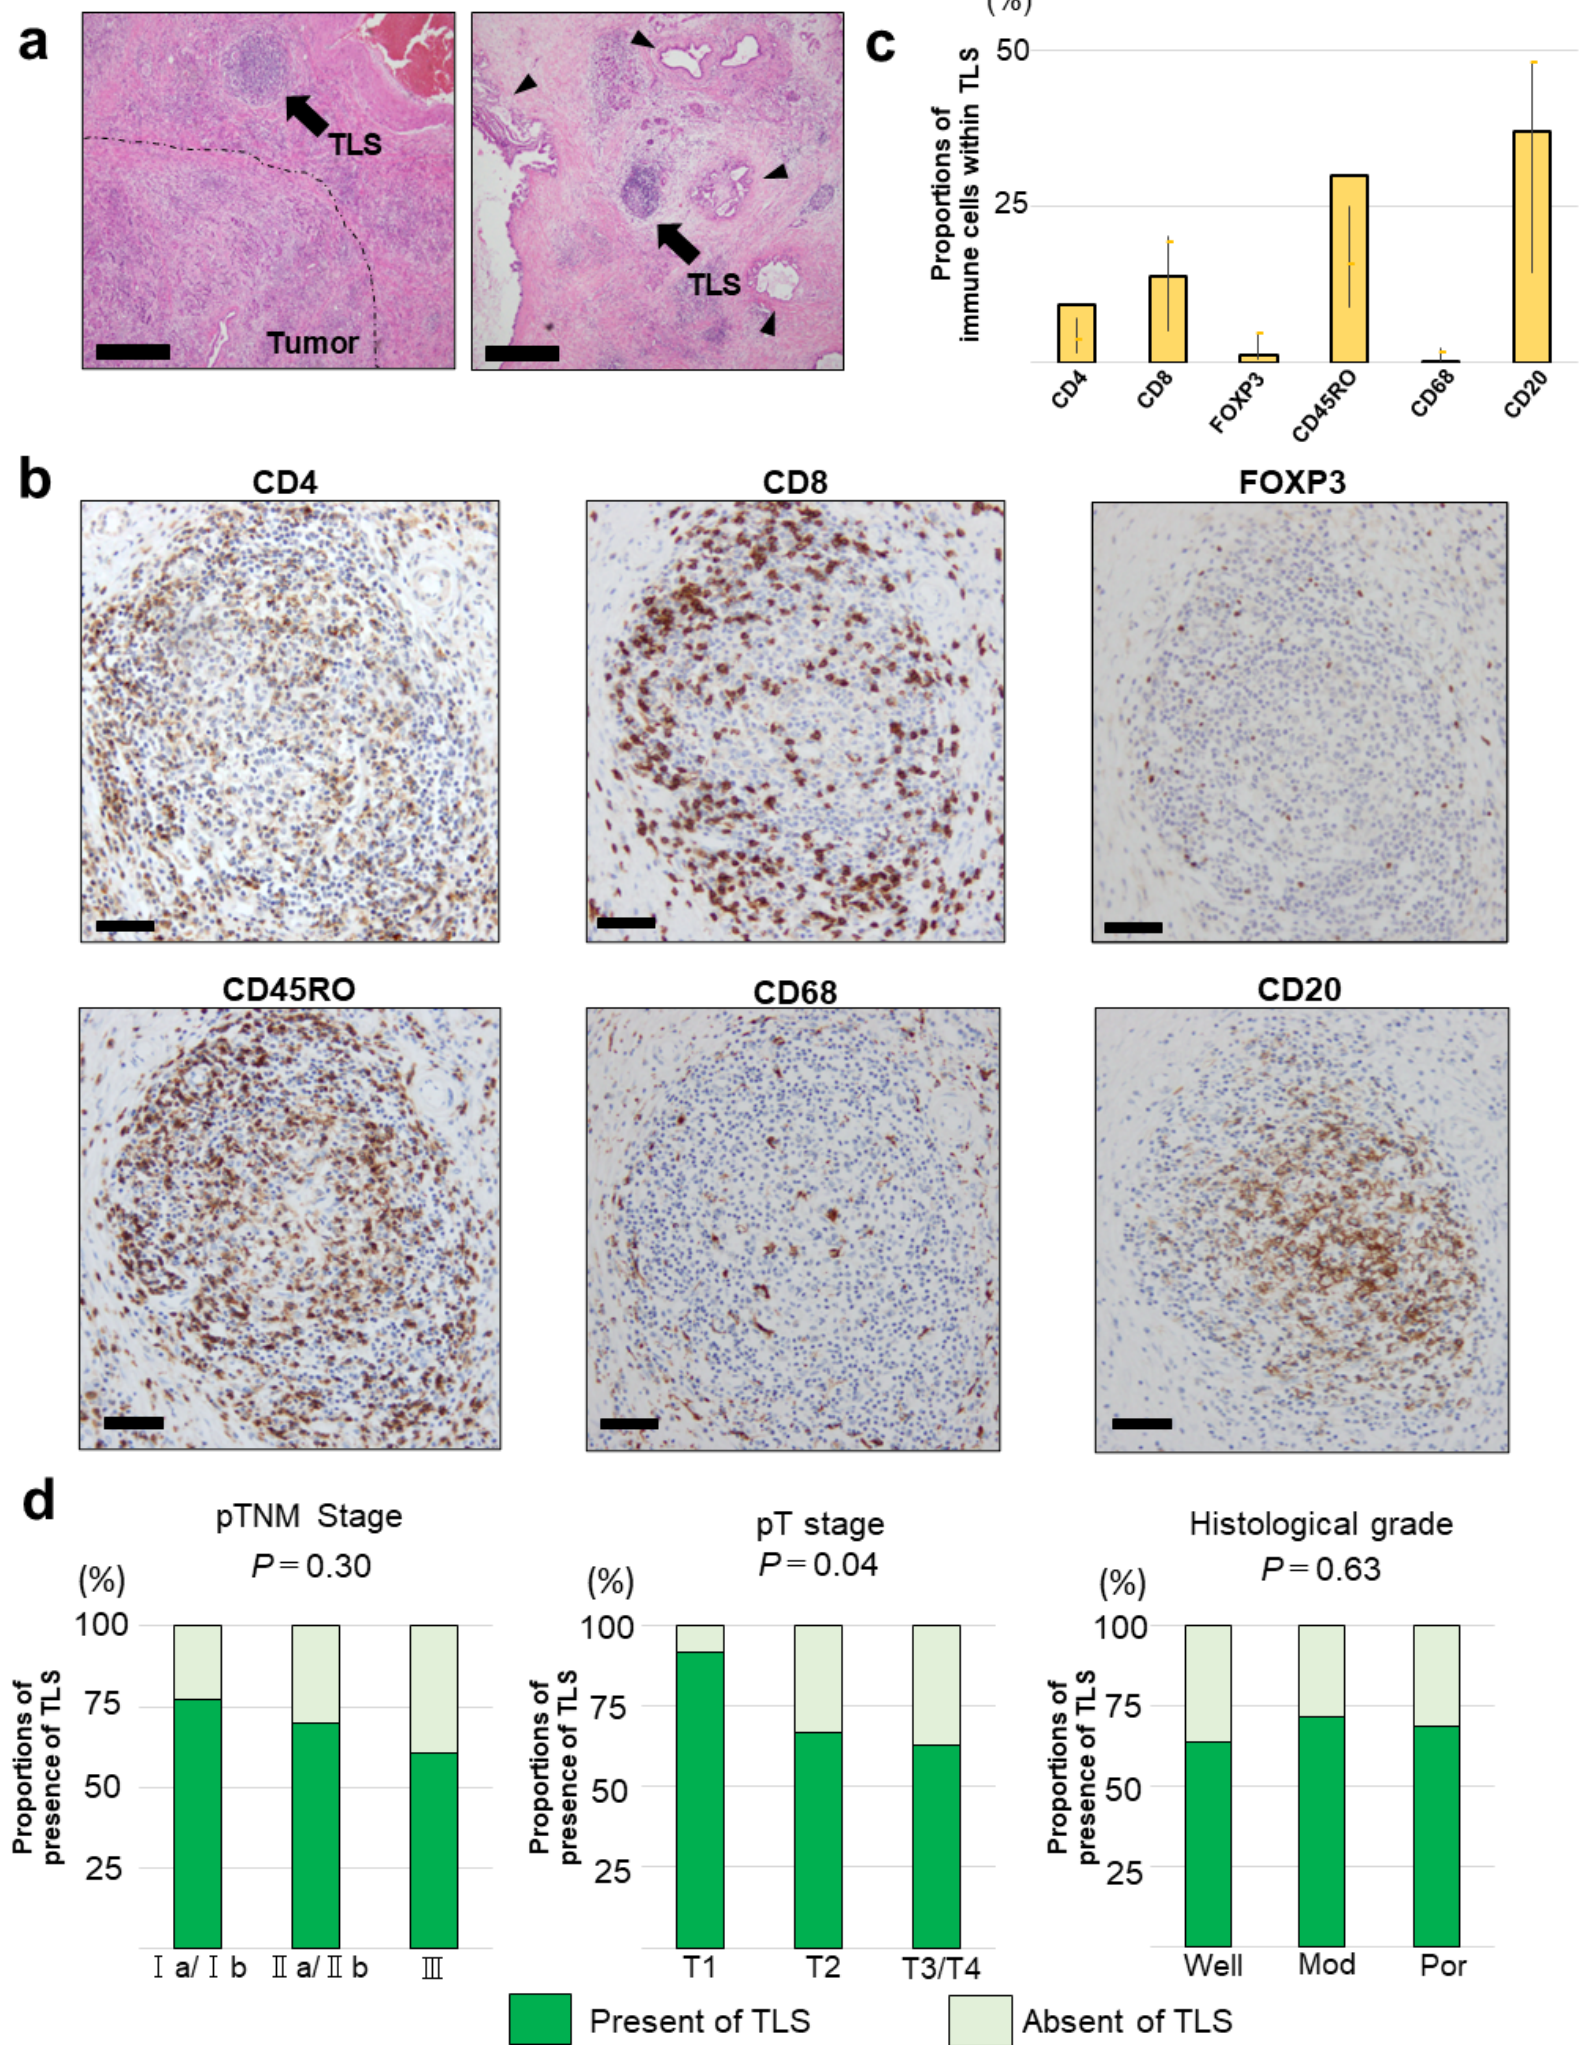 a
TLS
Tumor
TLS
c
(%)
Proportions of
immune cells within TLS
50
25
CD4
CD8
FOXP3
CD45RO
CD68
CD20
b
CD4
CD8
FOXP3
CD45RO
CD68
CD20
d
pTNM Stage
P = 0.30
(%)
Proportions of
presence of TLS
100
75
50
25
Ⅰ a/ Ⅰ b
Ⅱ a/ Ⅱ b
Ⅲ
pT stage
P = 0.04
(%)
Proportions of
presence of TLS
100
75
50
25
T1
T2
T3/T4
Histological grade
P = 0.63
(%)
Proportions of
presence of TLS
100
75
50
25
Well
Mod
Por
Present of TLS
Absent of TLS